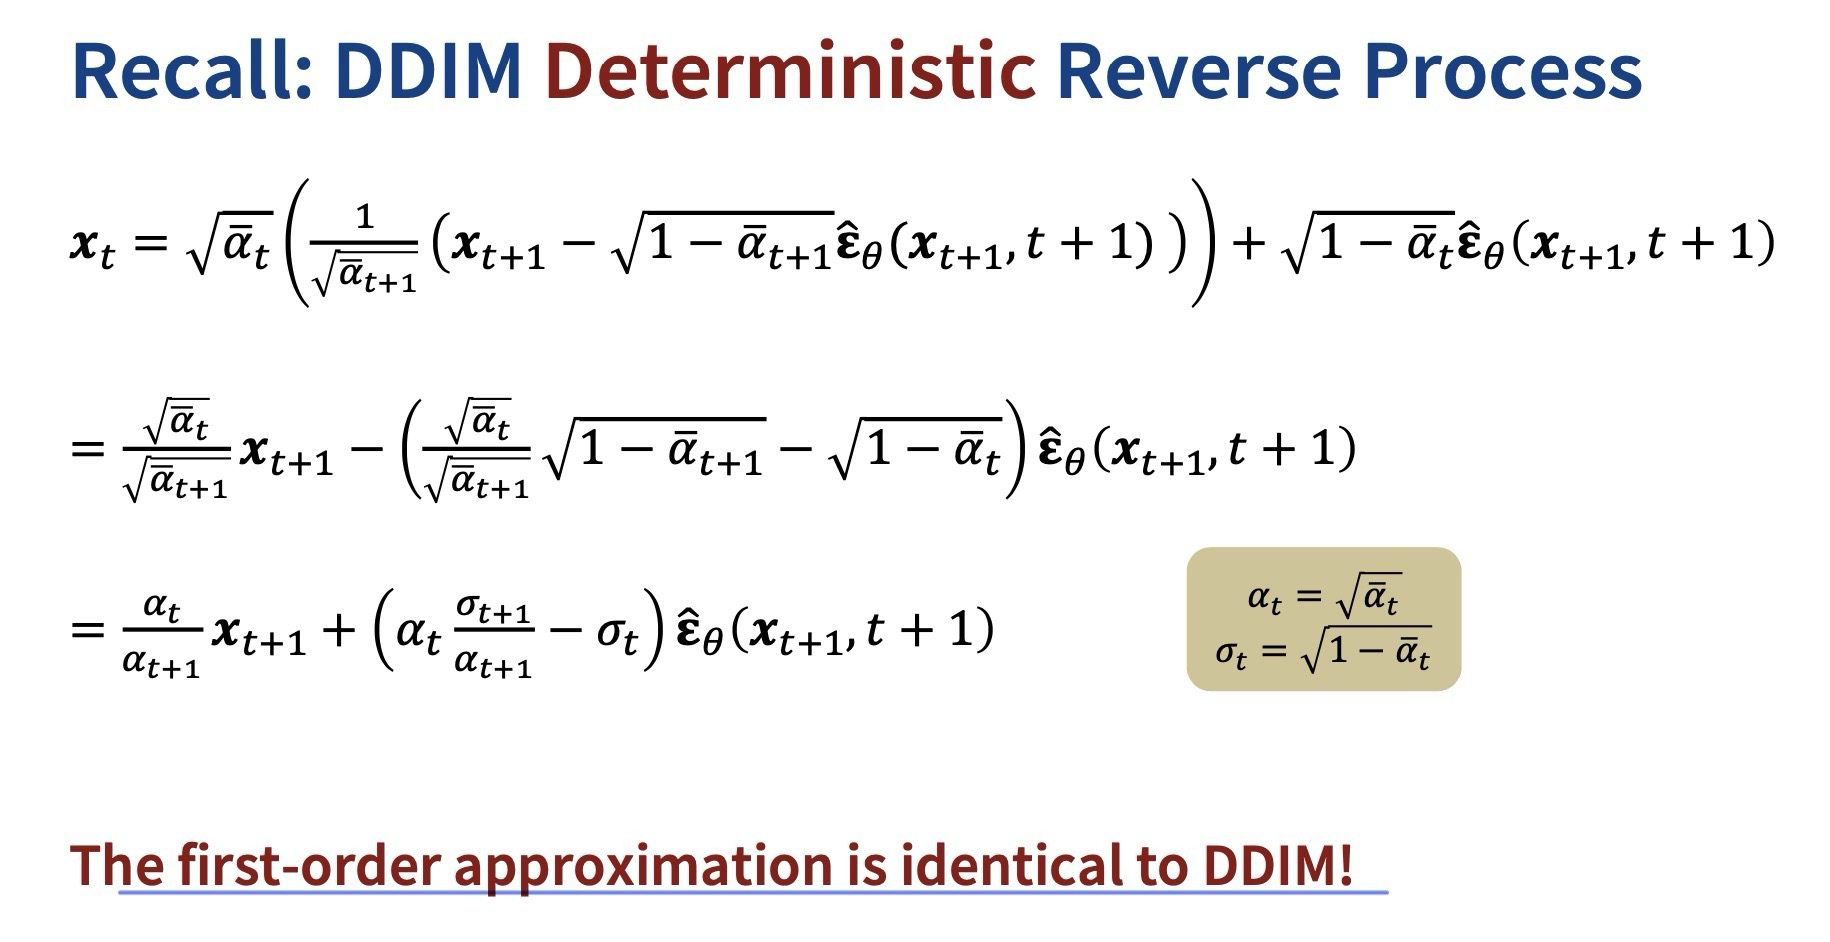 Recall: DDIM Deterministic Reverse Process
$\boldsymbol{x}_t = \sqrt{\bar{\alpha}_t} \left( \frac{1}{\sqrt{\bar{\alpha}_{t+1}}} \left( \boldsymbol{x}_{t+1} - \sqrt{1 - \bar{\alpha}_{t+1}} \hat{\boldsymbol{\varepsilon}}_\theta (\boldsymbol{x}_{t+1}, t + 1) \right) \right) + \sqrt{1 - \bar{\alpha}_t} \hat{\boldsymbol{\varepsilon}}_\theta (\boldsymbol{x}_{t+1}, t + 1)$
$= \frac{\sqrt{\bar{\alpha}_t}}{\sqrt{\bar{\alpha}_{t+1}}} \boldsymbol{x}_{t+1} - \left( \frac{\sqrt{\bar{\alpha}_t}}{\sqrt{\bar{\alpha}_{t+1}}} \sqrt{1 - \bar{\alpha}_{t+1}} - \sqrt{1 - \bar{\alpha}_t} \right) \hat{\boldsymbol{\varepsilon}}_\theta (\boldsymbol{x}_{t+1}, t + 1)$
$= \frac{\alpha_t}{\alpha_{t+1}} \boldsymbol{x}_{t+1} + \left( \alpha_t \frac{\sigma_{t+1}}{\alpha_{t+1}} - \sigma_t \right) \hat{\boldsymbol{\varepsilon}}_\theta (\boldsymbol{x}_{t+1}, t + 1)$
$\alpha_t = \sqrt{\bar{\alpha}_t}$
$\sigma_t = \sqrt{1 - \bar{\alpha}_t}$
The first-order approximation is identical to DDIM!